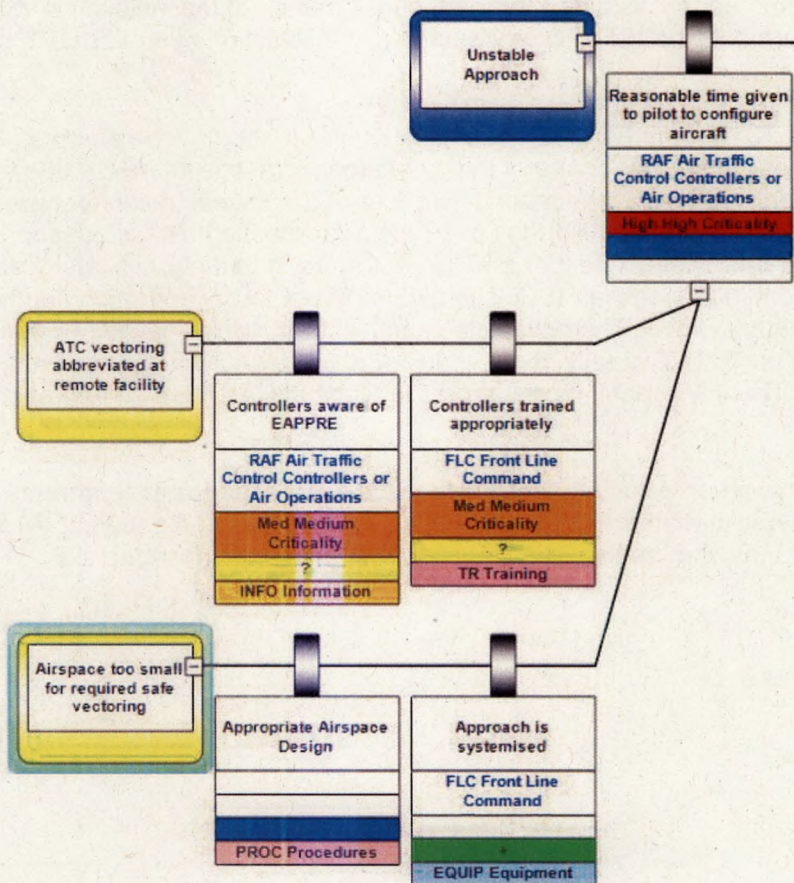 Unstable
Approach
Reasonable time given
to pilot to configure
aircraft
RAF Air Traffic
Control Controllers or
Air Operations
High High Criticality
ATC vectoring
abbreviated at
remote facility
Controllers aware of
EAPPRE
RAF Air Traffic
Control Controllers or
Air Operations
Med Medium
Criticality
?
INFO Information
Controllers trained
appropriately
FLC Front Line
Command
Med Medium
Criticality
?
TR Training
Airspace too small
for required safe
vectoring
Appropriate Airspace
Design
PROC Procedures
Approach is
systemised
FLC Front Line
Command
+
EQUIP Equipment